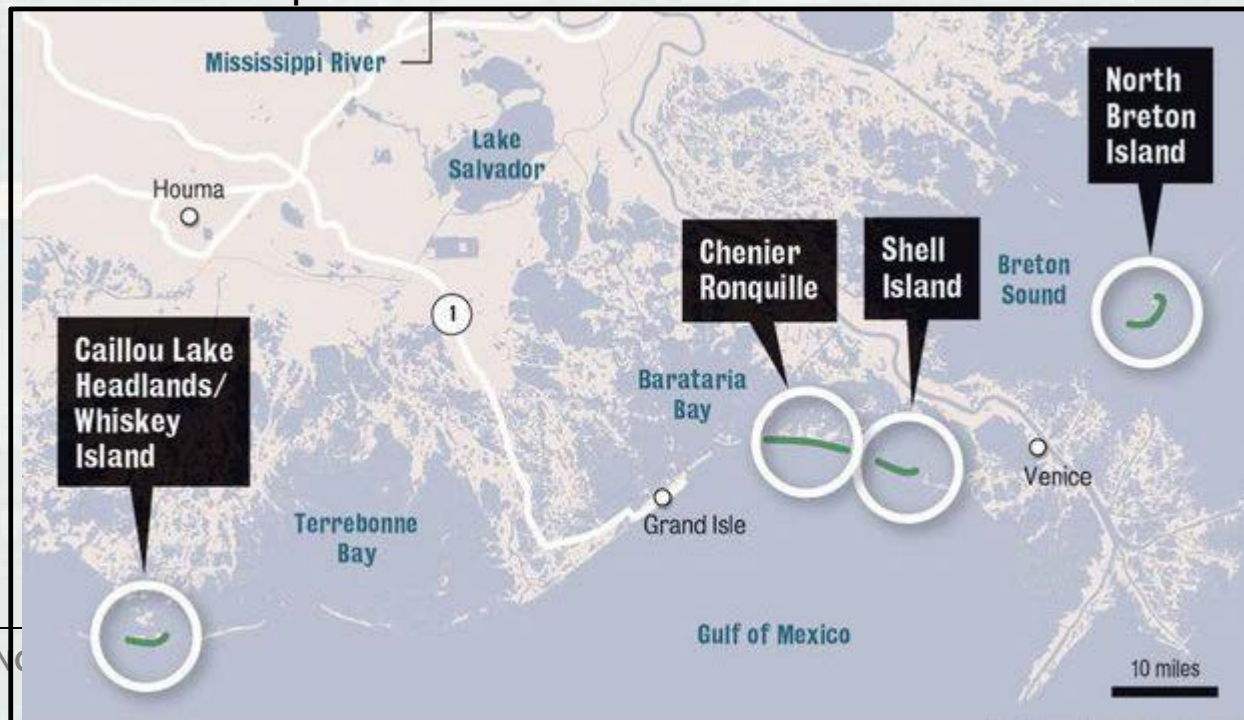 Mississippi River
Lake
Salvador
Houma
North
Breton
Island
Chenier
Ronquille
Shell
Island
Breton
Sound
1
Caillou Lake
Headlands/
Whiskey
Island
Barataria
Bay
Venice
Grand Isle
Terrebonne
Bay
Gulf of Mexico
10 miles